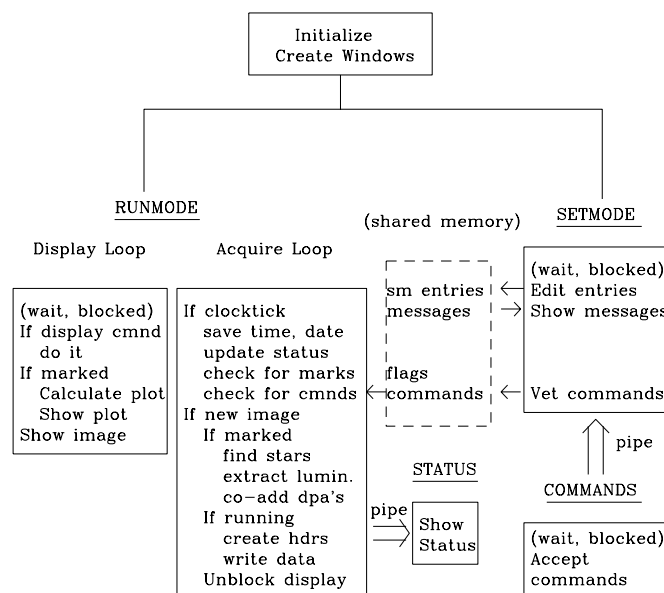 Initialize
Create Windows
RUNMODE
(shared memory)
SETMODE
Display Loop
Acquire Loop
(wait, blocked)
If display cmnd
do it
If marked
Calculate plot
Show plot
Show image
If clocktick
save time, date
update status
check for marks
check for cmnds
If new image
If marked
find stars
extract lumin.
co-add dpa's
If running
create hdrs
write data
Unblock display
sm entries
messages
flags
commands
(wait, blocked)
Edit entries
Show messages
Vet commands
pipe
STATUS
pipe
Show
Status
COMMANDS
(wait, blocked)
Accept
commands